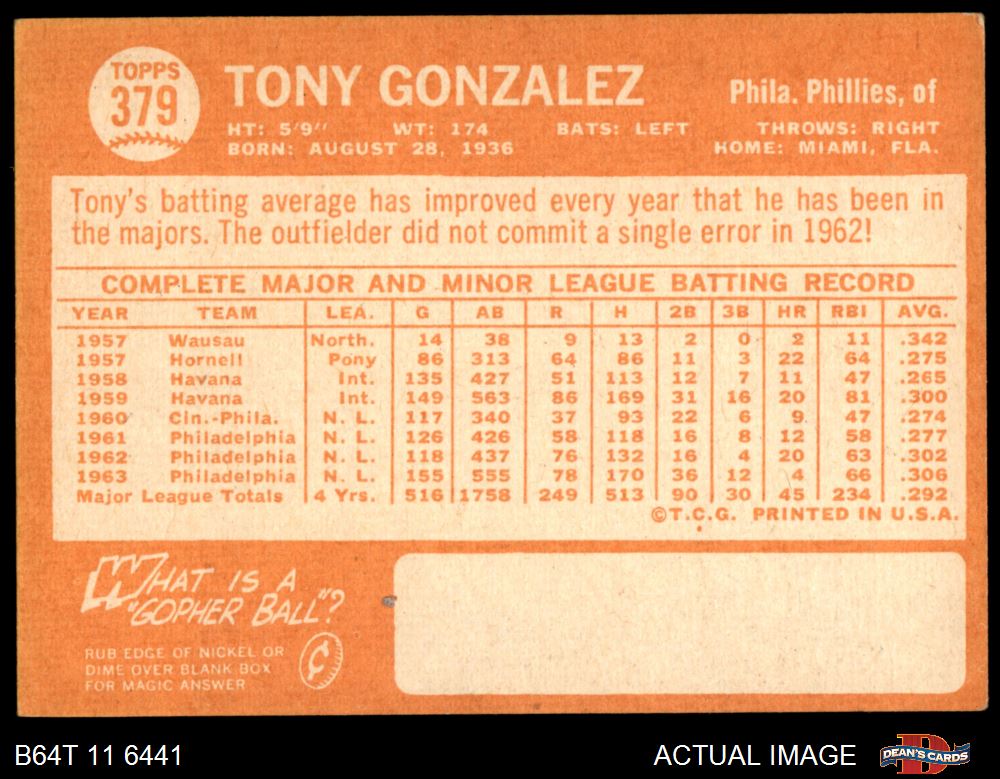 TOPPS
379
TONY GONZALEZ
Phila. Phillies, of
HT: 5'9" WT: 174 BATS: LEFT THROWS: RIGHT
BORN: AUGUST 28, 1936 HOME: MIAMI, FLA.
Tony's batting average has improved every year that he has been in
the majors. The outfielder did not commit a single error in 1962!
COMPLETE MAJOR AND MINOR LEAGUE BATTING RECORD
YEAR TEAM LEA. G AB R H 2B 3B HR RBI AVG.
1957 Wausau North. 14 38 9 13 2 0 2 11 .342
1957 Hornell Pony 86 313 64 86 11 3 22 64 .275
1958 Havana Int. 135 427 51 113 12 7 11 47 .265
1959 Havana Int. 149 563 86 169 31 16 20 81 .300
1960 Cin.-Phila. N. L. 117 340 37 93 22 6 9 47 .274
1961 Philadelphia N. L. 126 426 58 118 16 8 12 58 .277
1962 Philadelphia N. L. 118 437 76 132 16 4 20 63 .302
1963 Philadelphia N. L. 155 555 78 170 36 12 4 66 .306
Major League Totals 4 Yrs. 516 1758 249 513 90 30 45 234 .292
©T.C.G. PRINTED IN U.S.A.
WHAT IS A
"GOPHER BALL"?
RUB EDGE OF NICKEL OR
DIME OVER BLANK BOX
FOR MAGIC ANSWER
¢
B64T 11 6441
ACTUAL IMAGE
D
DEAN'S CARDS